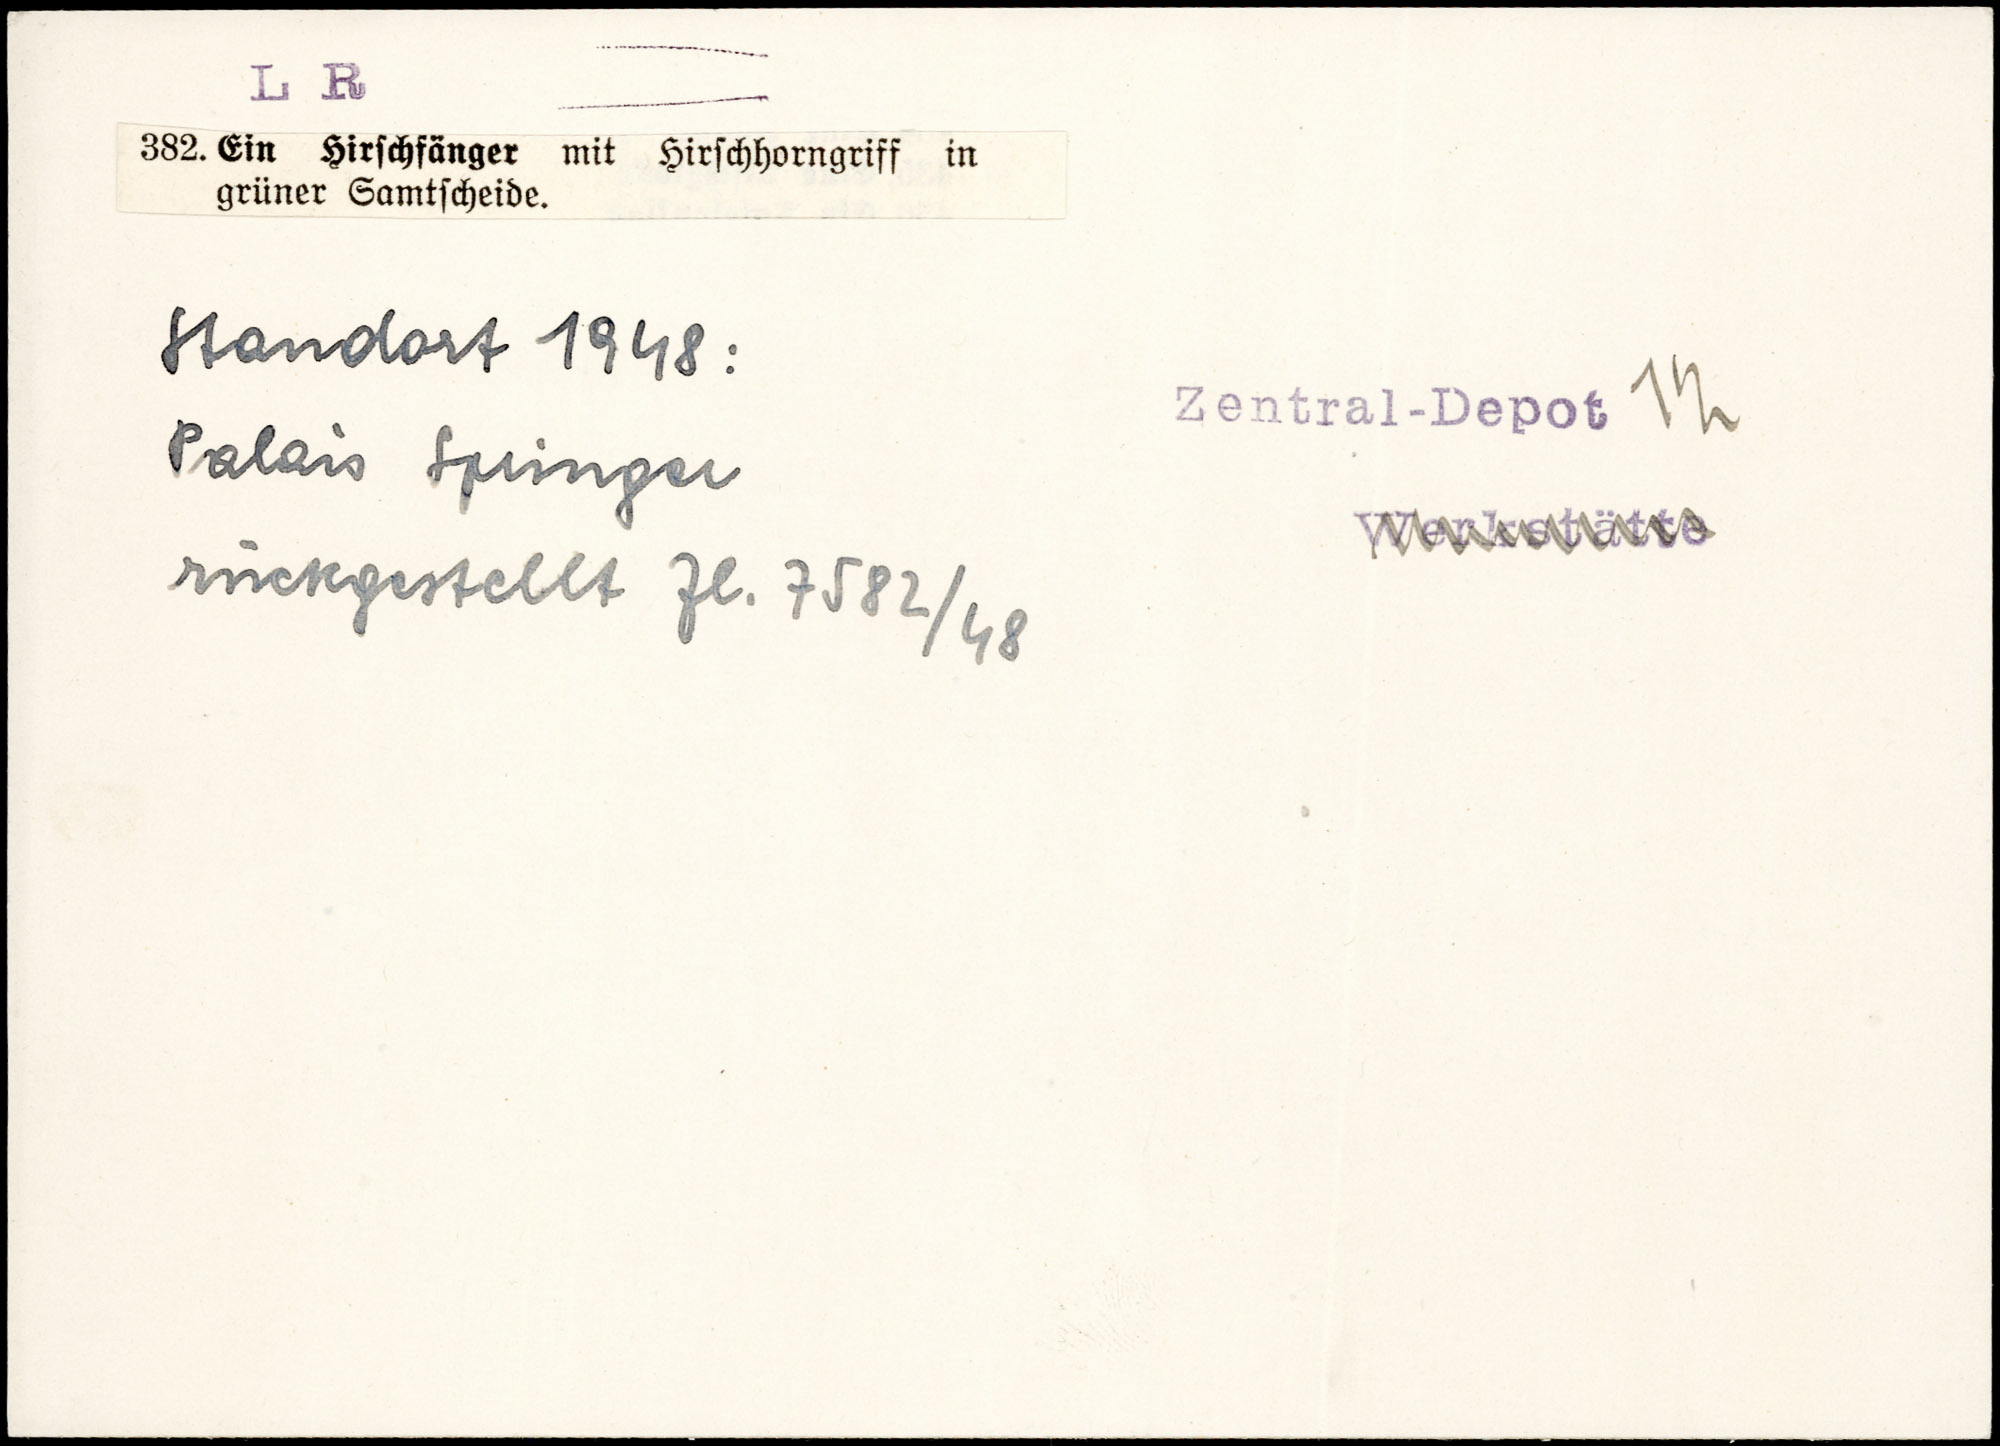 L R
382. Ein Hirschfänger mit Hirschhorngriff in
grüner Samtscheide.
Standort 1948:
Palais Springer
rückgestellt Zl. 7582/48
Zentral-Depot
Werkstätte